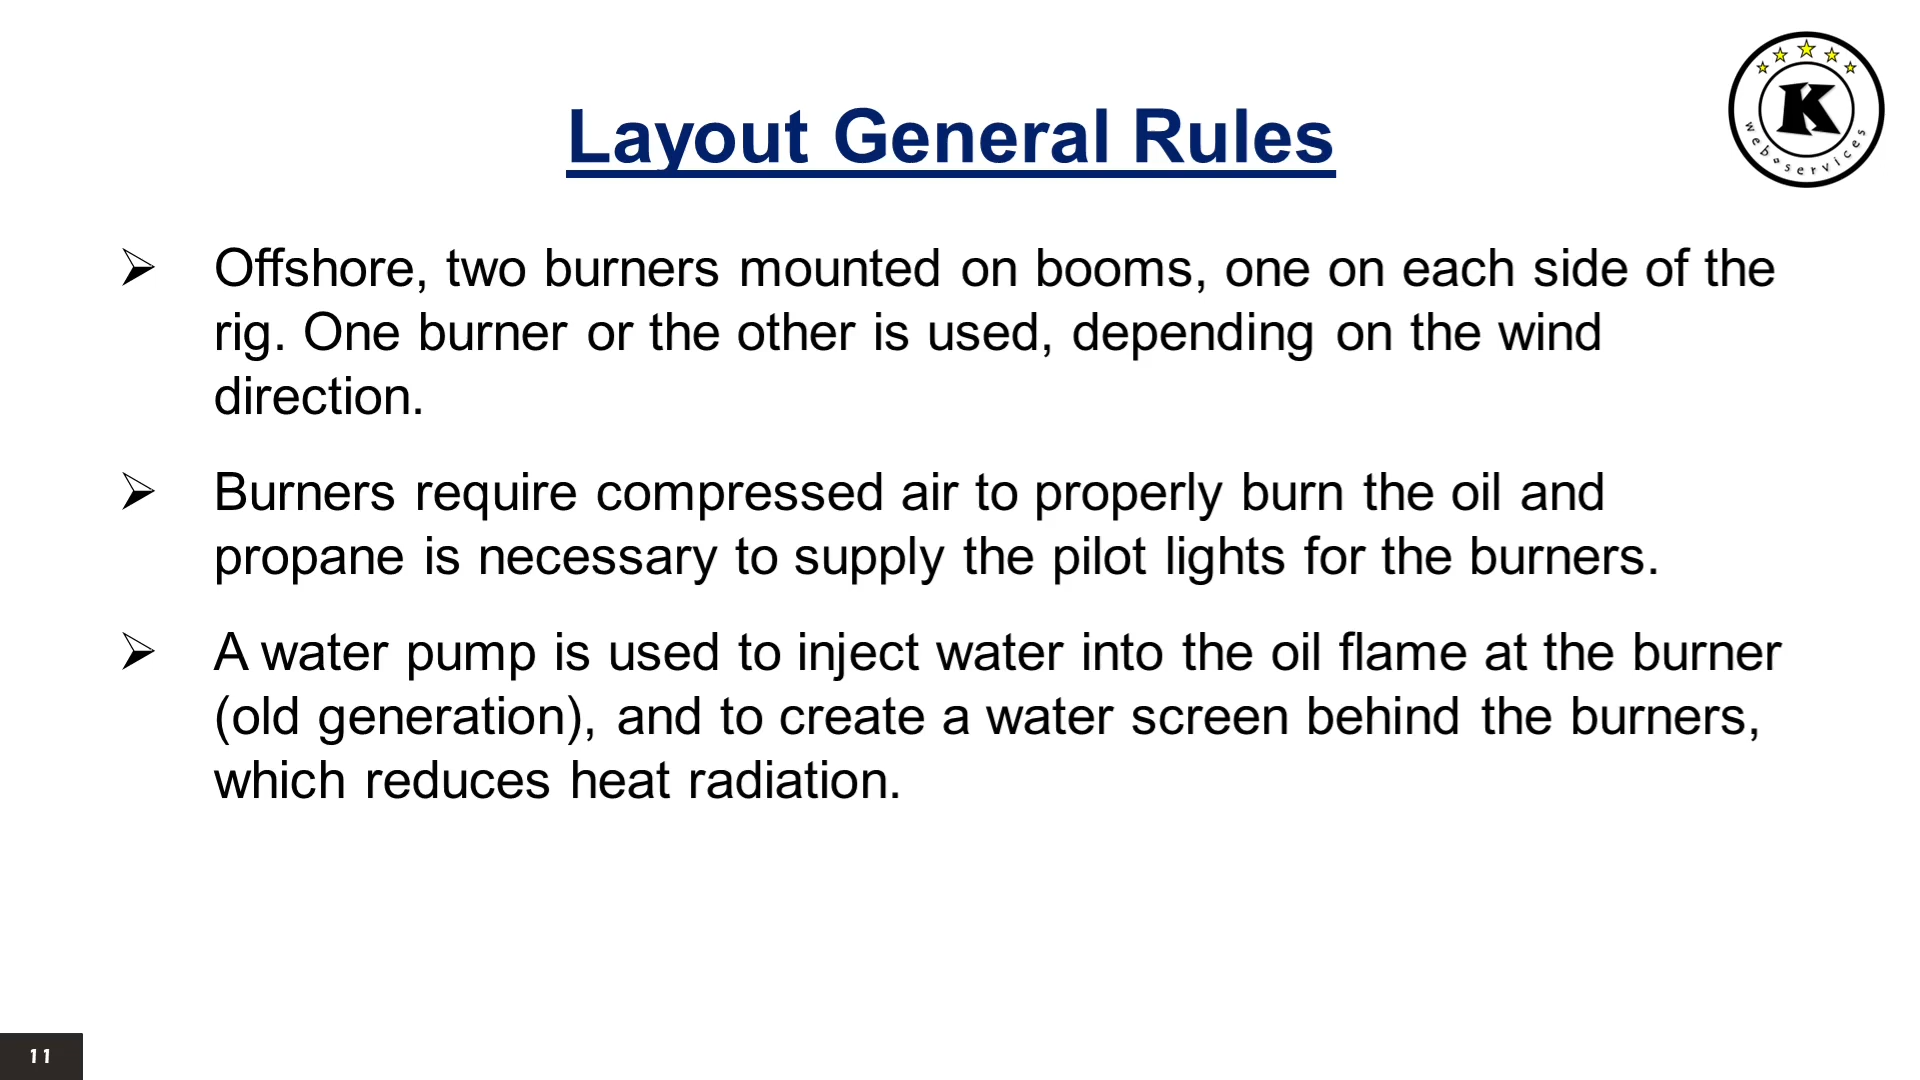 Layout General Rules
K
web services
Offshore, two burners mounted on booms, one on each side of the
rig. One burner or the other is used, depending on the wind
direction.
Burners require compressed air to properly burn the oil and
propane is necessary to supply the pilot lights for the burners.
A water pump is used to inject water into the oil flame at the burner
(old generation), and to create a water screen behind the burners,
which reduces heat radiation.
11